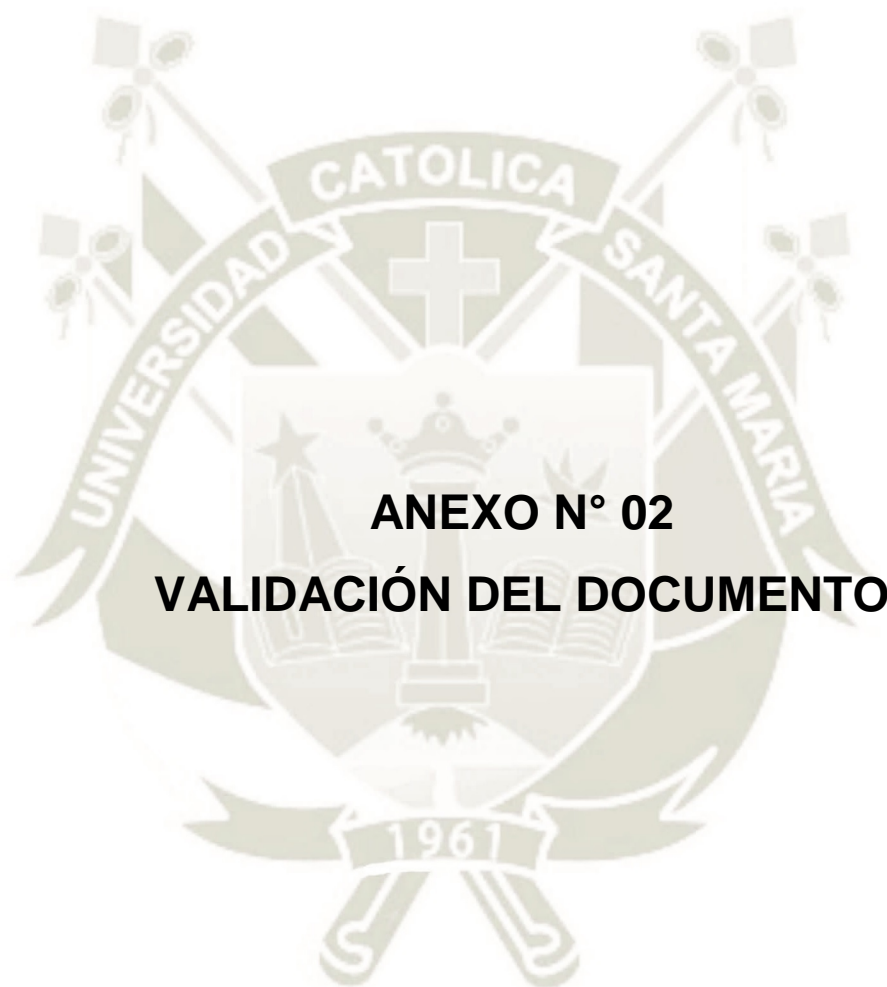 CATOLICA
UNIVERSIDAD
SANTA MARIA
ANEXO N° 02
VALIDACIÓN DEL DOCUMENTO
1961